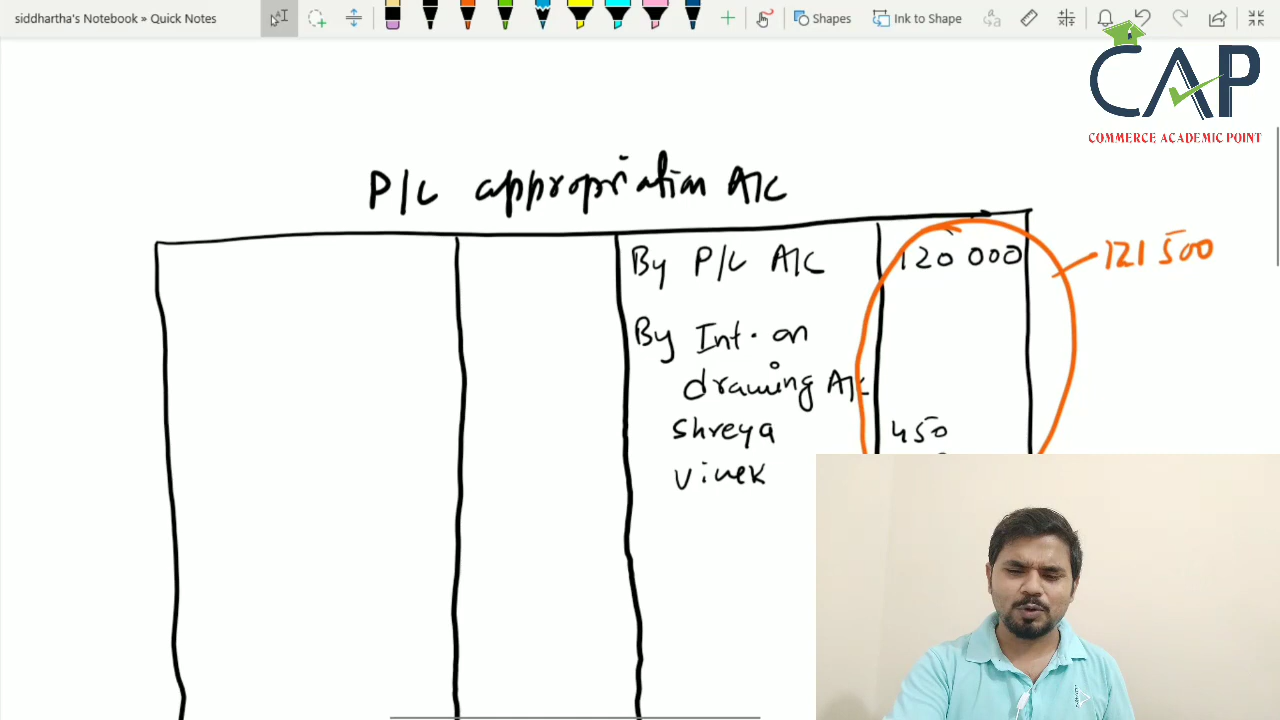 siddhartha's Notebook » Quick Notes
Shapes
Ink to Shape
CAP
COMMERCE ACADEMIC POINT
P/L appropriation A/C
By P/L A/C 120 000
121 500
By Int. on
drawing A/C
shreya 450
vivek